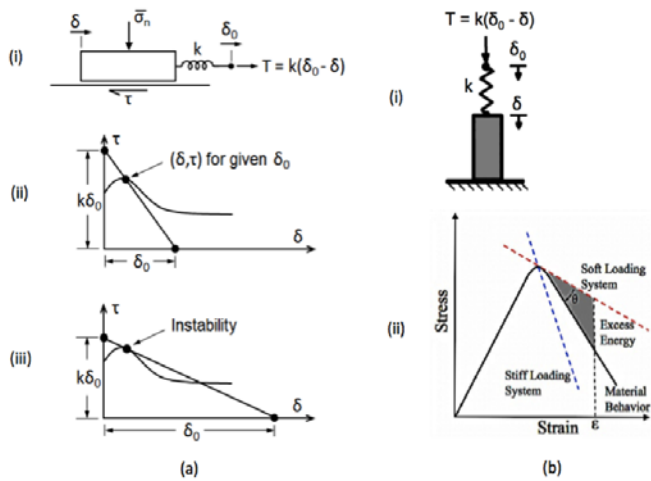 (i)
δ
σ̅ₙ
k
δ₀
T = k(δ₀ - δ)
τ
(ii)
τ
(δ,τ) for given δ₀
kδ₀
δ
δ₀
(iii)
τ
Instability
kδ₀
δ
δ₀
(a)
T = k(δ₀ - δ)
(i)
δ₀
k
δ
(ii)
Stress
Soft Loading
System
θ
Excess
Energy
Stiff Loading
System
Material
Behavior
Strain
ε
(b)